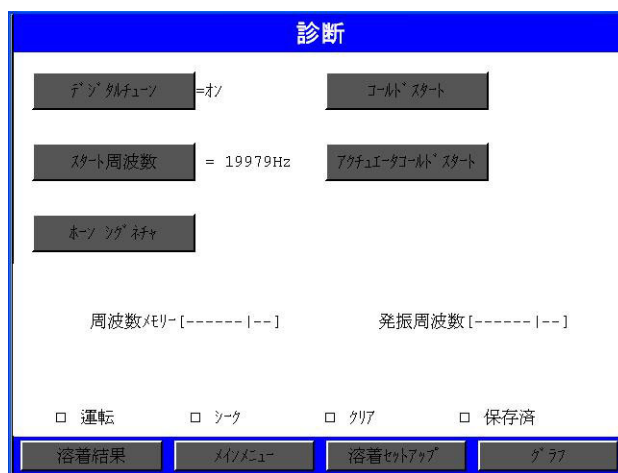 診断
ﾃﾞｼﾞﾀﾙﾁｭｰﾝ =ｵﾝ ｺｰﾙﾄﾞｽﾀｰﾄ
ｽﾀｰﾄ周波数 = 19979Hz ｱｸﾁｭｴｰﾀｺｰﾙﾄﾞｽﾀｰﾄ
ﾎｰﾝ ｼｸﾞﾈﾁｬ
周波数ﾒﾓﾘｰ[------|--] 発振周波数[------|--]
□ 運転 □ ｼｰｸ □ ｸﾘｱ □ 保存済
溶着結果 ﾒｲﾝﾒﾆｭｰ 溶着ｾｯﾄｱｯﾌﾟ ｸﾞﾗﾌ